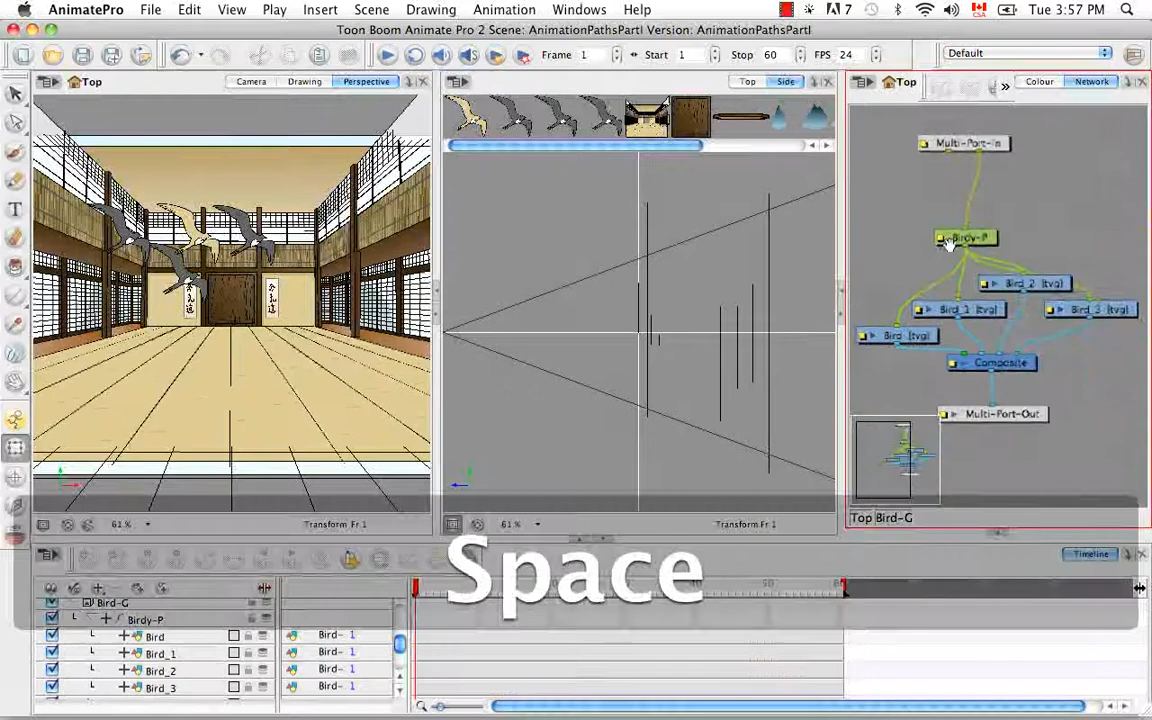 AnimatePro File Edit View Play Insert Scene Drawing Animation Windows Help 7 Tue 3:57 PM
Toon Boom Animate Pro 2 Scene: AnimationPathsPartI Version: AnimationPathsPartI
Frame 1 Start 1 Stop 60 FPS 24 Default
Top Camera Drawing Perspective Top Side Top Colour Network
Multi-Port-In
Birdy-P
Bird_2 [tvg]
Bird_1 [tvg] Bird_3 [tvg]
Bird [tvg]
Composite
Multi-Port-Out
61 % Transform Fr 1 61 % Transform Fr 1 Top Bird-G
Space
Timeline
Bird-G
Birdy-P
Bird Bird- 1
Bird_1 Bird- 1
Bird_2 Bird- 1
Bird_3 Bird- 1